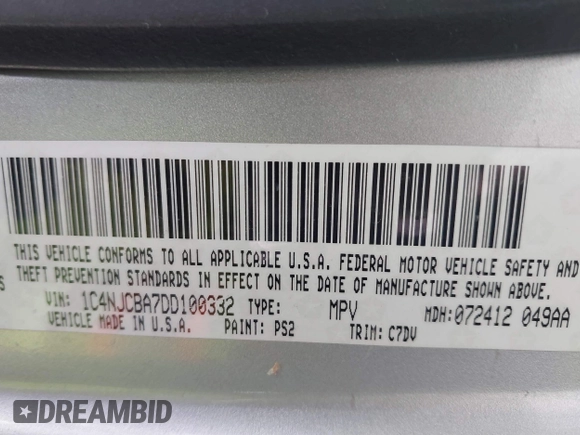 THIS VEHICLE CONFORMS TO ALL APPLICABLE U.S.A. FEDERAL MOTOR VEHICLE SAFETY AND
THEFT PREVENTION STANDARDS IN EFFECT ON THE DATE OF MANUFACTURE SHOWN ABOVE.
S
VIN: 1C4NJCBA7DD100332 TYPE: MPV MDH:072412 049AA
VEHICLE MADE IN U.S.A. PAINT: PS2 TRIM: C7DV
DREAMBID